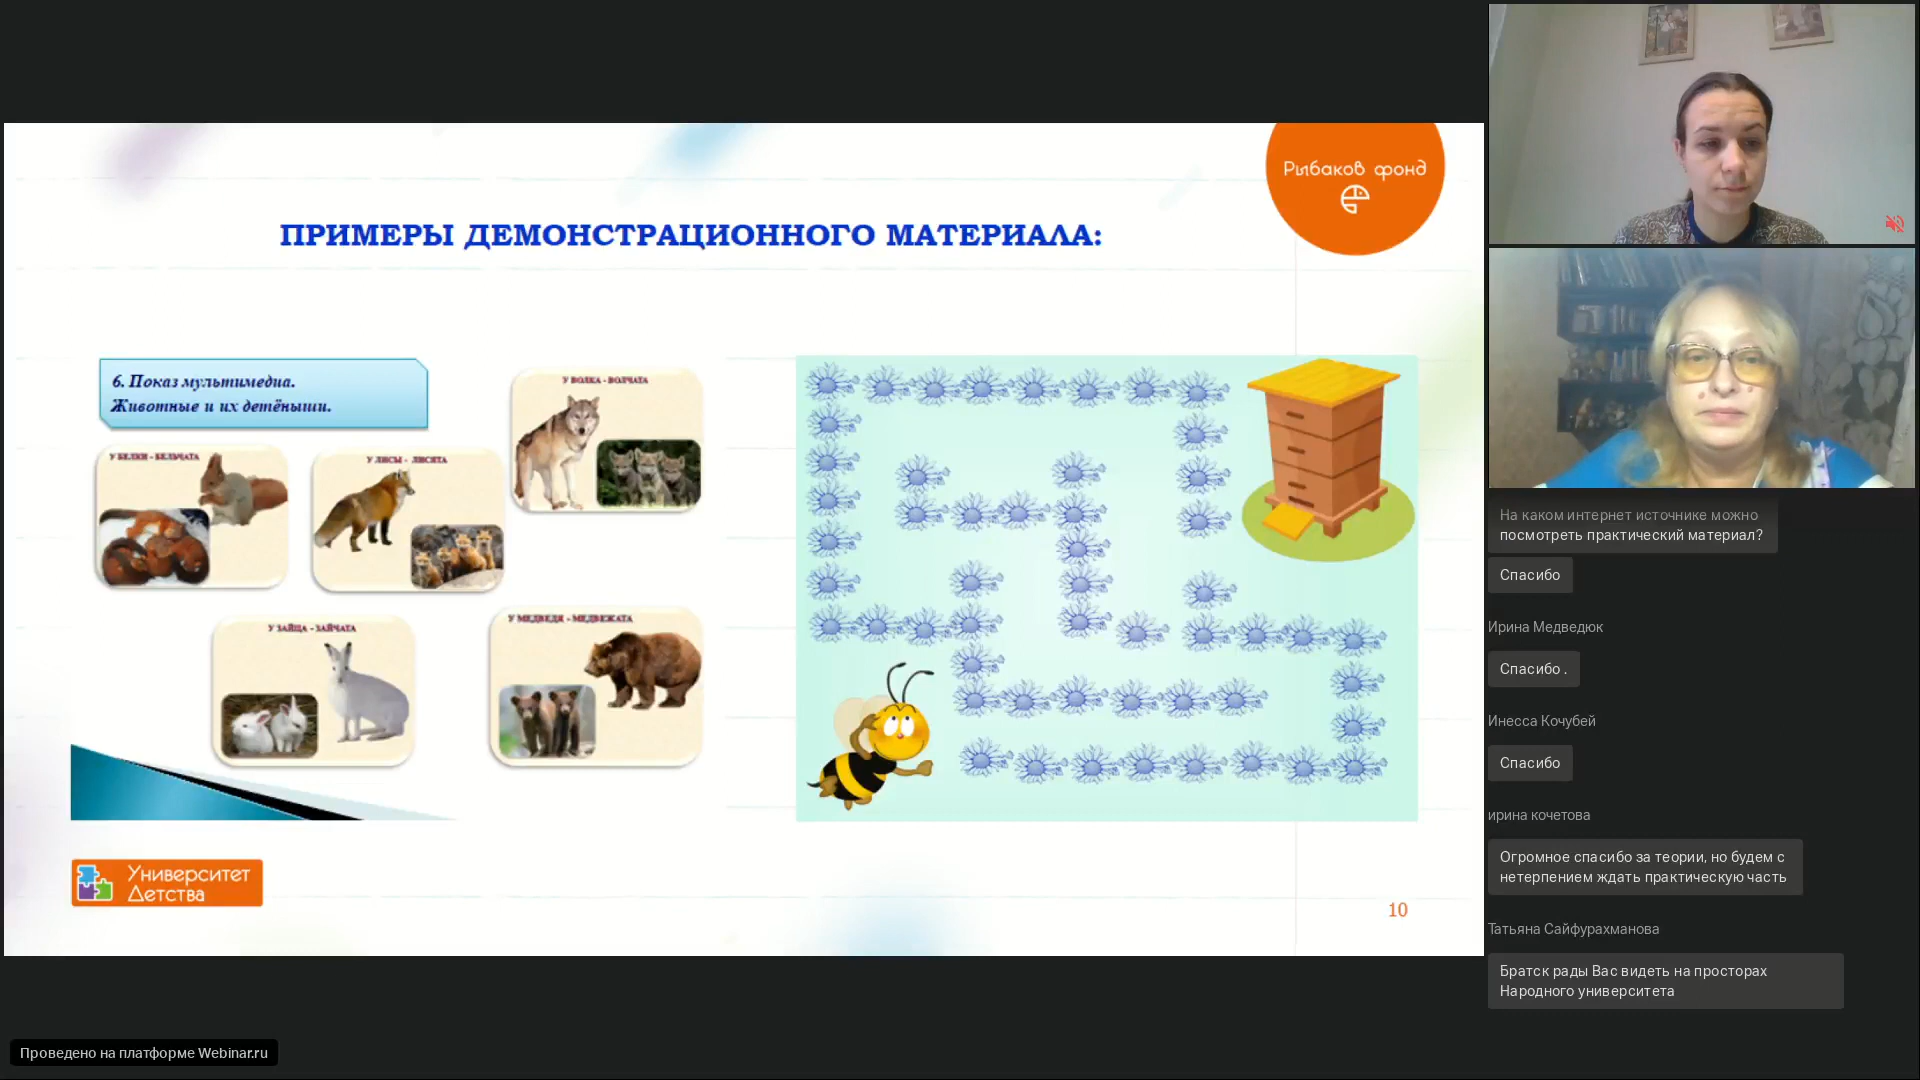 Рыбаков фонд
ПРИМЕРЫ ДЕМОНСТРАЦИОННОГО МАТЕРИАЛА:
6. Показ мультимедиа.
Животные и их детёныши.
У ВОЛКА - ВОЛЧАТА
У БЕЛКИ - БЕЛЬЧАТА
У ЛИСЫ - ЛИСЯТА
У ЗАЙЦА - ЗАЙЧАТА
У МЕДВЕДЯ - МЕДВЕЖАТА
Университет
Детства
10
На каком интернет источнике можно
посмотреть практический материал?
Спасибо
Ирина Медведюк
Спасибо .
Инесса Кочубей
Спасибо
ирина кочетова
Огромное спасибо за теории, но будем с
нетерпением ждать практическую часть
Татьяна Сайфурахманова
Братск рады Вас видеть на просторах
Народного университета
Проведено на платформе Webinar.ru